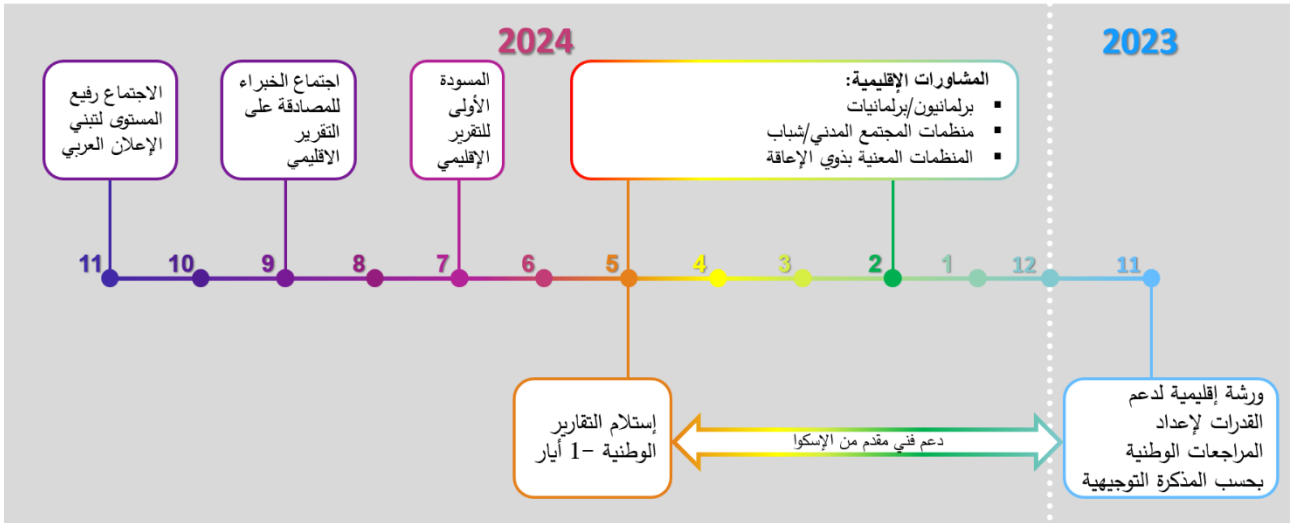 2023
2024
المشاورات الإقليمية:
▪ برلمانيون/برلمانيات
▪ منظمات المجتمع المدني/شباب
▪ المنظمات المعنية بذوي الإعاقة
المسودة
الأولى
للتقرير
الإقليمي
اجتماع الخبراء
للمصادقة على
التقرير
الاقليمي
الاجتماع رفيع
المستوى لتبني
الإعلان العربي
11
12
1
2
3
4
5
6
7
8
9
10
11
ورشة إقليمية لدعم
القدرات لإعداد
المراجعات الوطنية
بحسب المذكرة التوجيهية
دعم فني مقدم من الإسكوا
إستلام التقارير
الوطنية -1 أيار